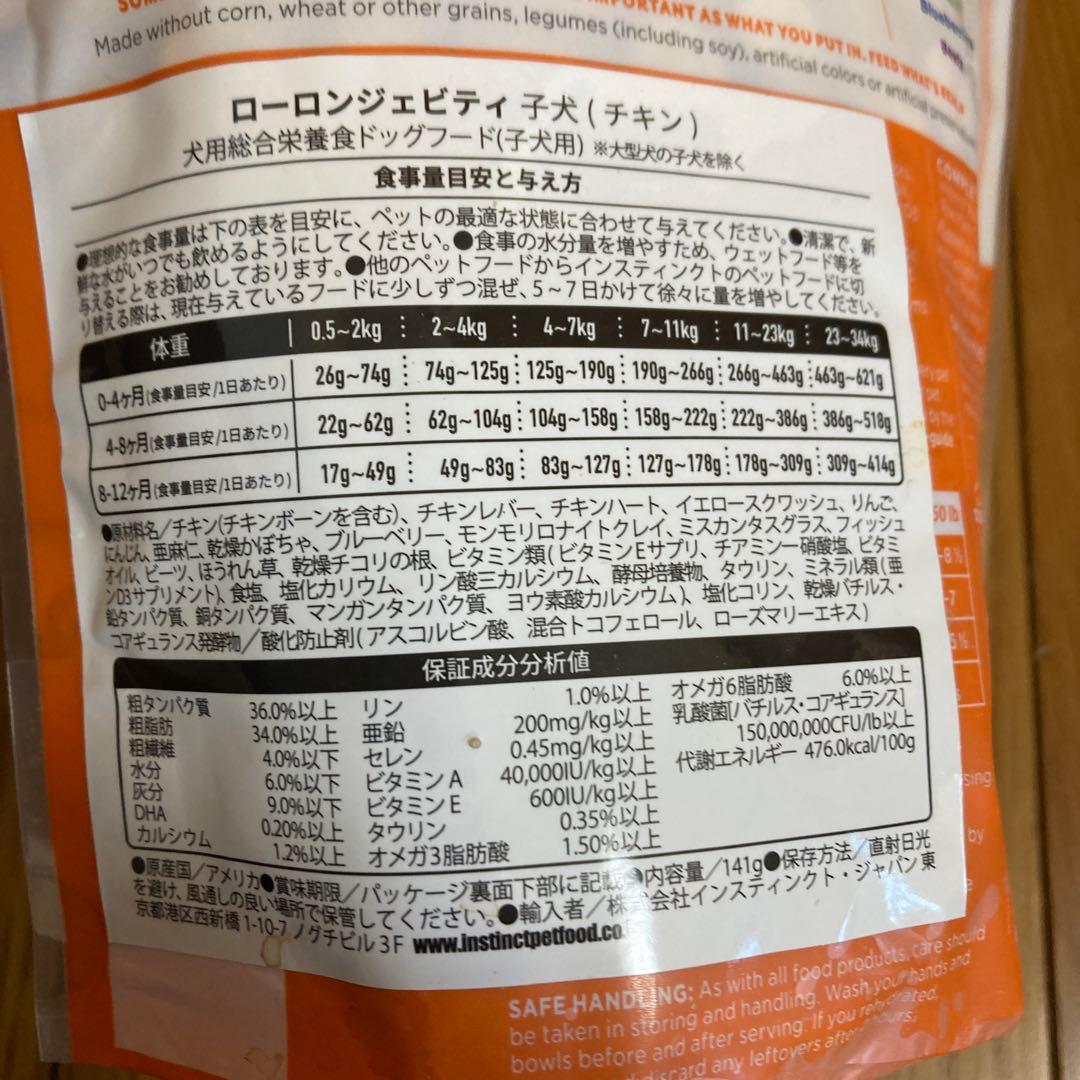 IMPORTANT AS WHAT YOU PUT IN. FEED WHAT'S REAL.
Made without corn, wheat or other grains, legumes (including soy), artificial colors or artificial
ローロンジェビティ 子犬 ( チキン )
犬用総合栄養食ドッグフード(子犬用) ※大型犬の子犬を除く
食事量目安と与え方
●理想的な食事量は下の表を目安に、ペットの最適な状態に合わせて与えてください。●清潔で、新
鮮な水がいつでも飲めるようにしてください。●食事の水分量を増やすため、ウェットフード等を
与えることをお勧めしております。●他のペットフードからインスティンクトのペットフードに切
り替える際は、現在与えているフードに少しずつ混ぜ、5～7日かけて徐々に量を増やしてください。
体重 0.5~2kg 2~4kg 4~7kg 7~11kg 11~23kg 23~34kg
0-4ヶ月(食事量目安/1日あたり) 26g~74g 74g~125g 125g~190g 190g~266g 266g~463g 463g~621g
4-8ヶ月(食事量目安/1日あたり) 22g~62g 62g~104g 104g~158g 158g~222g 222g~386g 386g~518g
8-12ヶ月(食事量目安/1日あたり) 17g~49g 49g~83g 83g~127g 127g~178g 178g~309g 309g~414g
●原材料名／チキン(チキンボーンを含む)、チキンレバー、チキンハート、イエロースクワッシュ、りんご、
にんじん、亜麻仁、乾燥かぼちゃ、ブルーベリー、モンモリロナイトクレイ、ミスカンタスグラス、フィッシュ
オイル、ビーツ、ほうれん草、乾燥チコリの根、ビタミン類(ビタミンEサプリ、チアミン一硝酸塩、ビタミ
ンD3サプリメント)、食塩、塩化カリウム、リン酸三カルシウム、酵母培養物、タウリン、ミネラル類(亜
鉛タンパク質、銅タンパク質、マンガンタンパク質、ヨウ素酸カルシウム)、塩化コリン、乾燥バチルス・
コアギュランス発酵物／酸化防止剤(アスコルビン酸、混合トコフェロール、ローズマリーエキス)
保証成分分析値
粗タンパク質 36.0%以上 リン 1.0%以上 オメガ6脂肪酸 6.0%以上
粗脂肪 34.0%以上 亜鉛 200mg/kg以上 乳酸菌[バチルス・コアギュランス]
粗繊維 4.0%以下 セレン 0.45mg/kg以上 150,000,000CFU/lb以上
水分 6.0%以下 ビタミンA 40,000IU/kg以上 代謝エネルギー 476.0kcal/100g
灰分 9.0%以下 ビタミンE 600IU/kg以上
DHA 0.20%以上 タウリン 0.35%以上
カルシウム 1.2%以上 オメガ3脂肪酸 1.50%以上
●原産国／アメリカ●賞味期限／パッケージ裏面下部に記載●内容量／141g●保存方法／直射日光
を避け、風通しの良い場所で保管してください。●輸入者／株式会社インスティンクト・ジャパン 東
京都港区西新橋 1-10-7 ノグチビル 3F www.instinctpetfood.co
SAFE HANDLING: As with all food products, care should
be taken in storing and handling. Wash your hands and
bowls before and after serving. If you rehydrated,
discard any leftovers after hours.
50 lb